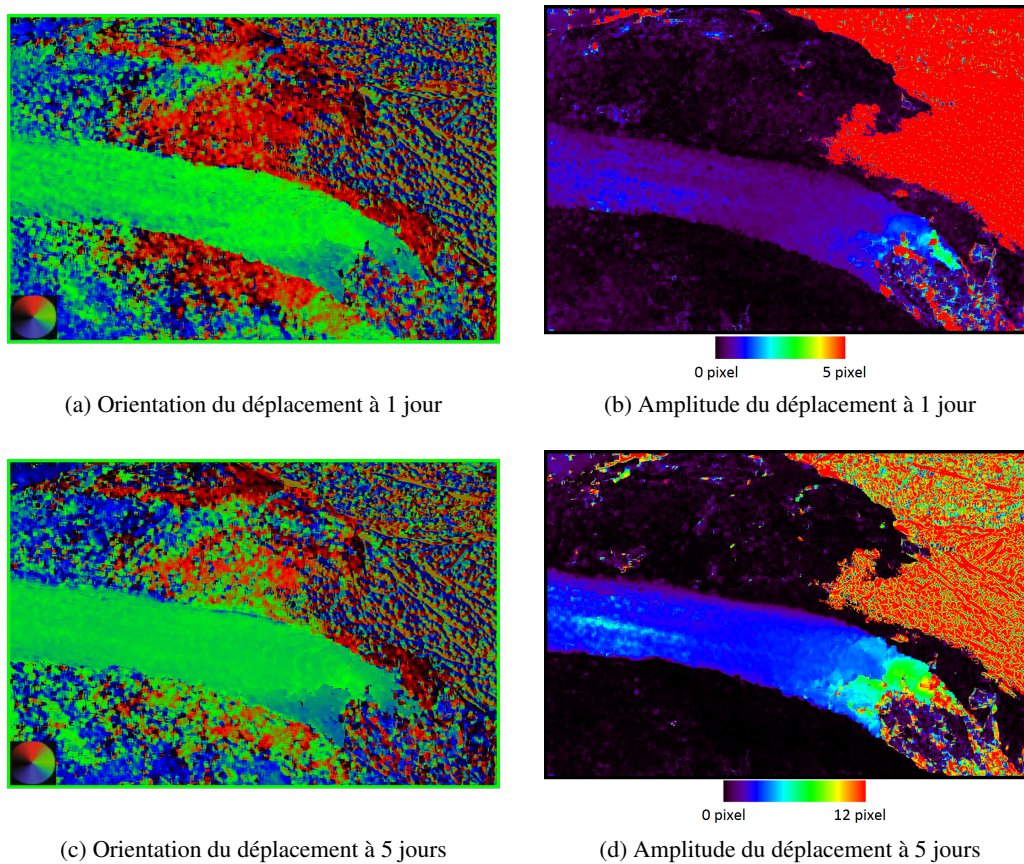 0 pixel 5 pixel
(a) Orientation du déplacement à 1 jour
(b) Amplitude du déplacement à 1 jour
0 pixel 12 pixel
(c) Orientation du déplacement à 5 jours
(d) Amplitude du déplacement à 5 jours